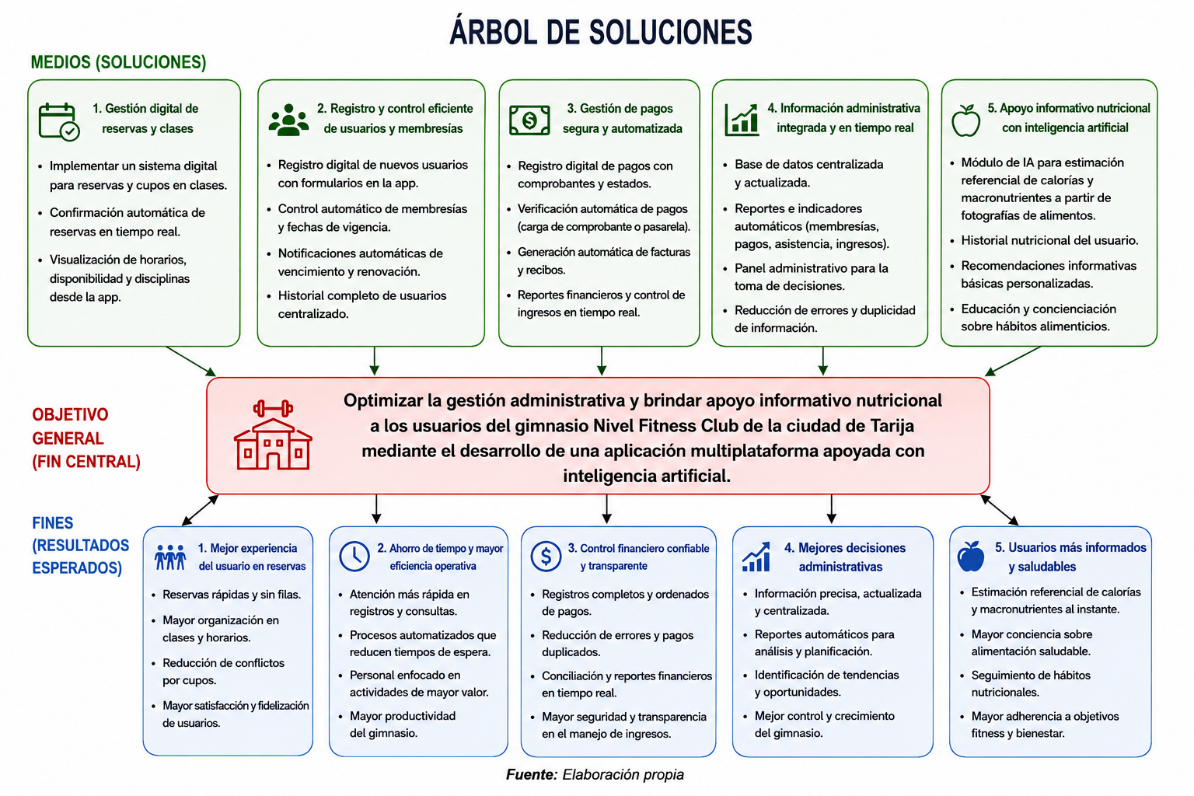 ÁRBOL DE SOLUCIONES
MEDIOS (SOLUCIONES)
1. Gestión digital de
reservas y clases
• Implementar un sistema digital
para reservas y cupos en clases.
• Confirmación automática de
reservas en tiempo real.
• Visualización de horarios,
disponibilidad y disciplinas
desde la app.
2. Registro y control eficiente
de usuarios y membresías
• Registro digital de nuevos usuarios
con formularios en la app.
• Control automático de membresías
y fechas de vigencia.
• Notificaciones automáticas de
vencimiento y renovación.
• Historial completo de usuarios
centralizado.
3. Gestión de pagos
segura y automatizada
• Registro digital de pagos con
comprobantes y estados.
• Verificación automática de pagos
(carga de comprobante o pasarela).
• Generación automática de facturas
y recibos.
• Reportes financieros y control de
ingresos en tiempo real.
4. Información administrativa
integrada y en tiempo real
• Base de datos centralizada
y actualizada.
• Reportes e indicadores
automáticos (membresías,
pagos, asistencia, ingresos).
• Panel administrativo para la
toma de decisiones.
• Reducción de errores y duplicidad
de información.
5. Apoyo informativo nutricional
con inteligencia artificial
• Módulo de IA para estimación
referencial de calorías y
macronutrientes a partir de
fotografías de alimentos.
• Historial nutricional del usuario.
• Recomendaciones informativas
básicas personalizadas.
• Educación y concienciación
sobre hábitos alimenticios.
OBJETIVO
GENERAL
(FIN CENTRAL)
Optimizar la gestión administrativa y brindar apoyo informativo nutricional
a los usuarios del gimnasio Nivel Fitness Club de la ciudad de Tarija
mediante el desarrollo de una aplicación multiplataforma apoyada con
inteligencia artificial.
FINES
(RESULTADOS
ESPERADOS)
1. Mejor experiencia
del usuario en reservas
• Reservas rápidas y sin filas.
• Mayor organización en
clases y horarios.
• Reducción de conflictos
por cupos.
• Mayor satisfacción y fidelización
de usuarios.
2. Ahorro de tiempo y mayor
eficiencia operativa
• Atención más rápida en
registros y consultas.
• Procesos automatizados que
reducen tiempos de espera.
• Personal enfocado en
actividades de mayor valor.
• Mayor productividad
del gimnasio.
3. Control financiero confiable
y transparente
• Registros completos y ordenados
de pagos.
• Reducción de errores y pagos
duplicados.
• Conciliación y reportes financieros
en tiempo real.
• Mayor seguridad y transparencia
en el manejo de ingresos.
4. Mejores decisiones
administrativas
• Información precisa, actualizada
y centralizada.
• Reportes automáticos para
análisis y planificación.
• Identificación de tendencias
y oportunidades.
• Mejor control y crecimiento
del gimnasio.
5. Usuarios más informados
y saludables
• Estimación referencial de calorías
y macronutrientes al instante.
• Mayor conciencia sobre
alimentación saludable.
• Seguimiento de hábitos
nutricionales.
• Mayor adherencia a objetivos
fitness y bienestar.
Fuente: Elaboración propia